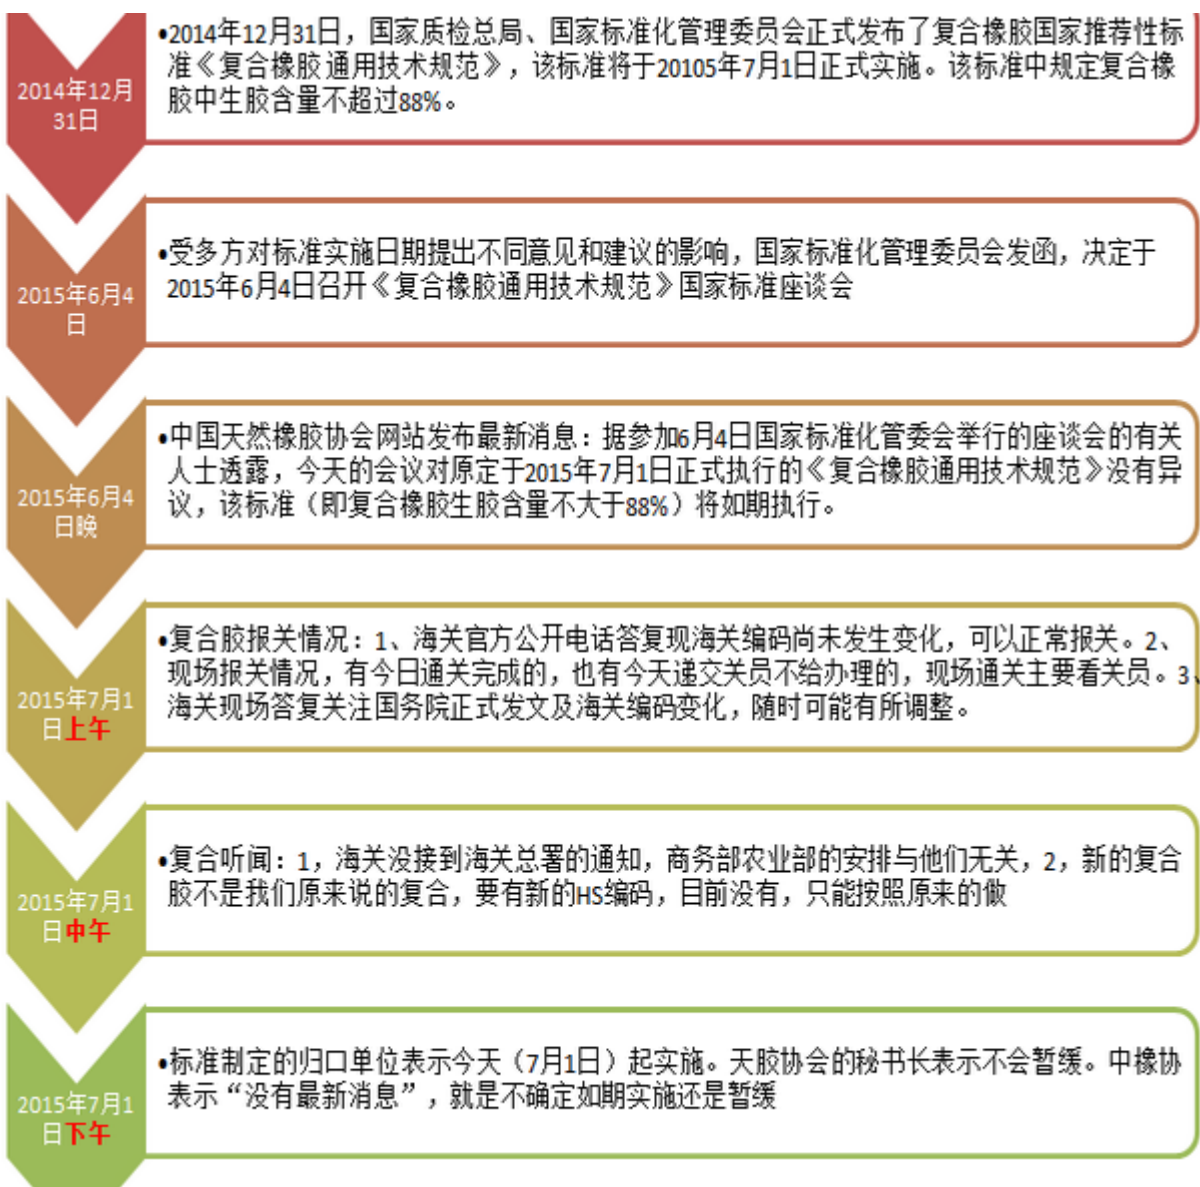 2014年12月
31日
•2014年12月31日，国家质检总局、国家标准化管理委员会正式发布了复合橡胶国家推荐性标
准《复合橡胶通用技术规范》，该标准将于20105年7月1日正式实施。该标准中规定复合橡
胶中生胶含量不超过88%。
2015年6月4
日
•受多方对标准实施日期提出不同意见和建议的影响，国家标准化管理委员会发函，决定于
2015年6月4日召开《复合橡胶通用技术规范》国家标准座谈会
2015年6月4
日晚
•中国天然橡胶协会网站发布最新消息：据参加6月4日国家标准化管委会举行的座谈会的有关
人士透露，今天的会议对原定于2015年7月1日正式执行的《复合橡胶通用技术规范》没有异
议，该标准（即复合橡胶生胶含量不大于88%）将如期执行。
2015年7月1
日上午
•复合胶报关情况：1、海关官方公开电话答复现海关编码尚未发生变化，可以正常报关。2、
现场报关情况，有今日通关完成的，也有今天递交关员不给办理的，现场通关主要看关员。3、
海关现场答复关注国务院正式发文及海关编码变化，随时可能有所调整。
2015年7月1
日中午
•复合听闻：1，海关没接到海关总署的通知，商务部农业部的安排与他们无关，2，新的复合
胶不是我们原来说的复合，要有新的HS编码，目前没有，只能按照原来的做
2015年7月1
日下午
•标准制定的归口单位表示今天（7月1日）起实施。天胶协会的秘书长表示不会暂缓。中橡协
表示“没有最新消息”，就是不确定如期实施还是暂缓